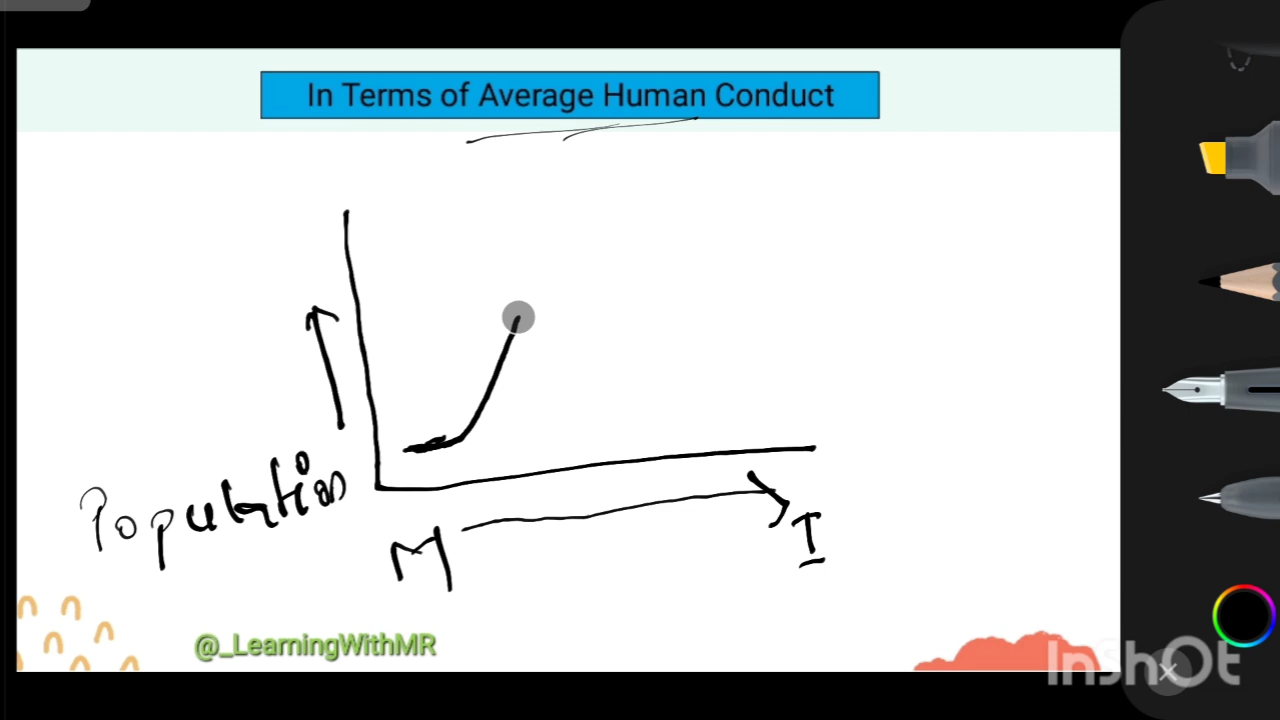 In Terms of Average Human Conduct
Population
M
I
@_LearningWithMR
InShOt